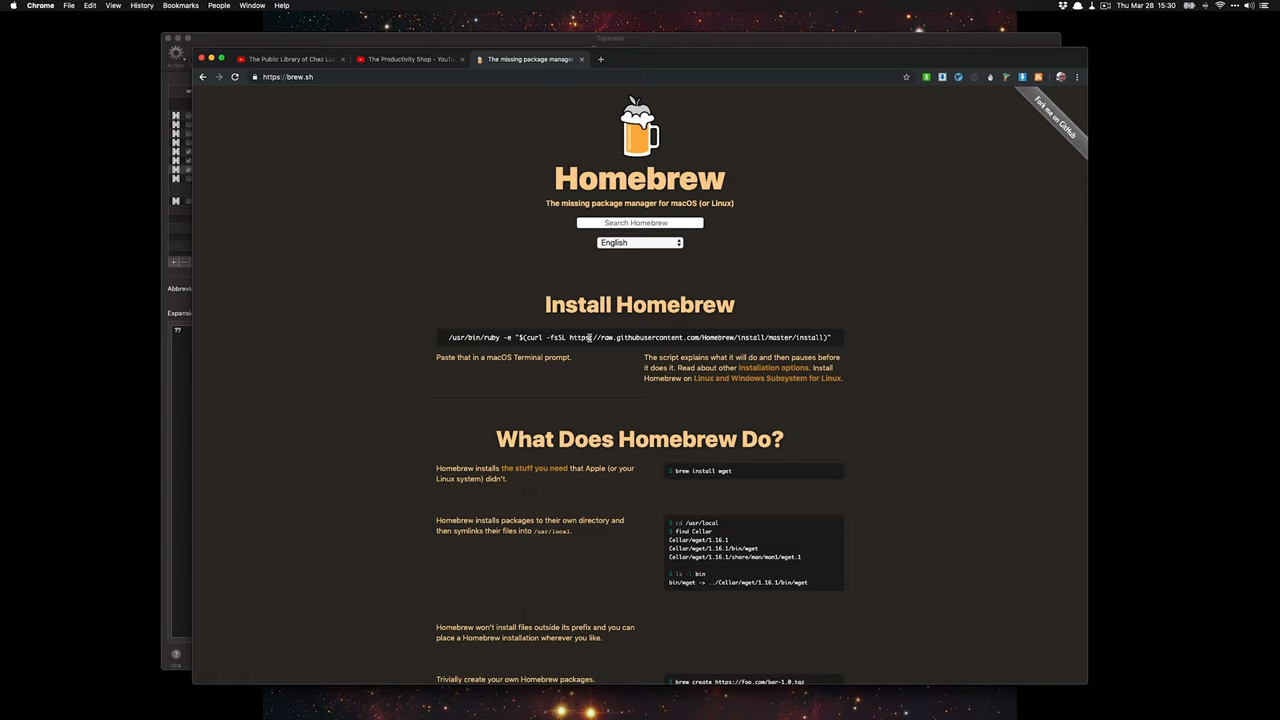 Chrome File Edit View History Bookmarks People Window Help
Thu Mar 28 15:30
Typinator
Action
The Public Library of Chez Luc
The Productivity Shop - YouTu
The missing package manage
https://brew.sh
Fork me on GitHub
Homebrew
The missing package manager for macOS (or Linux)
Search Homebrew
English
Install Homebrew
/usr/bin/ruby -e "$(curl -fsSL https://raw.githubusercontent.com/Homebrew/install/master/install)"
Paste that in a macOS Terminal prompt.
The script explains what it will do and then pauses before
it does it. Read about other installation options. Install
Homebrew on Linux and Windows Subsystem for Linux.
Abbrevia
Expansion
??
What Does Homebrew Do?
Homebrew installs the stuff you need that Apple (or your
Linux system) didn't.
$ brew install wget
Homebrew installs packages to their own directory and
then symlinks their files into /usr/local.
$ cd /usr/local
$ find Cellar
Cellar/wget/1.16.1
Cellar/wget/1.16.1/bin/wget
Cellar/wget/1.16.1/share/man/man1/wget.1
$ ls -l bin
bin/wget -> ../Cellar/wget/1.16.1/bin/wget
Homebrew won't install files outside its prefix and you can
place a Homebrew installation wherever you like.
Trivially create your own Homebrew packages.
$ brew create https://foo.com/bar-1.0.tgz